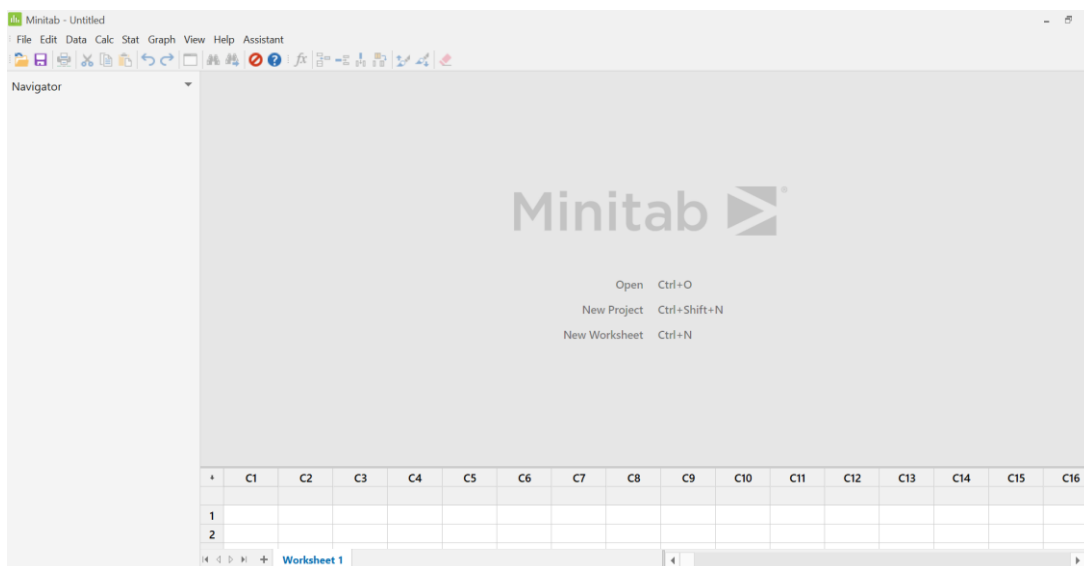 Minitab - Untitled
File Edit Data Calc Stat Graph View Help Assistant
fx
Navigator
Minitab ®
Open Ctrl+O
New Project Ctrl+Shift+N
New Worksheet Ctrl+N
C1 C2 C3 C4 C5 C6 C7 C8 C9 C10 C11 C12 C13 C14 C15 C16
1
2
Worksheet 1